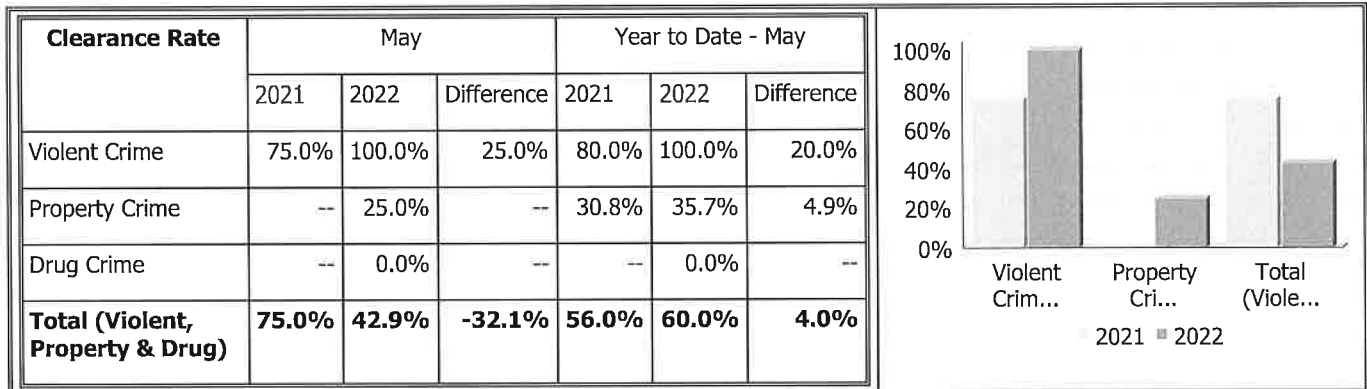 Clearance Rate May Year to Date - May
2021 2022 Difference 2021 2022 Difference
Violent Crime 75.0% 100.0% 25.0% 80.0% 100.0% 20.0%
Property Crime -- 25.0% -- 30.8% 35.7% 4.9%
Drug Crime -- 0.0% -- -- 0.0% --
Total (Violent, 75.0% 42.9% -32.1% 56.0% 60.0% 4.0%
Property & Drug)
100%
80%
60%
40%
20%
0%
Violent Property Total
Crim... Cri... (Viole...
2021 2022